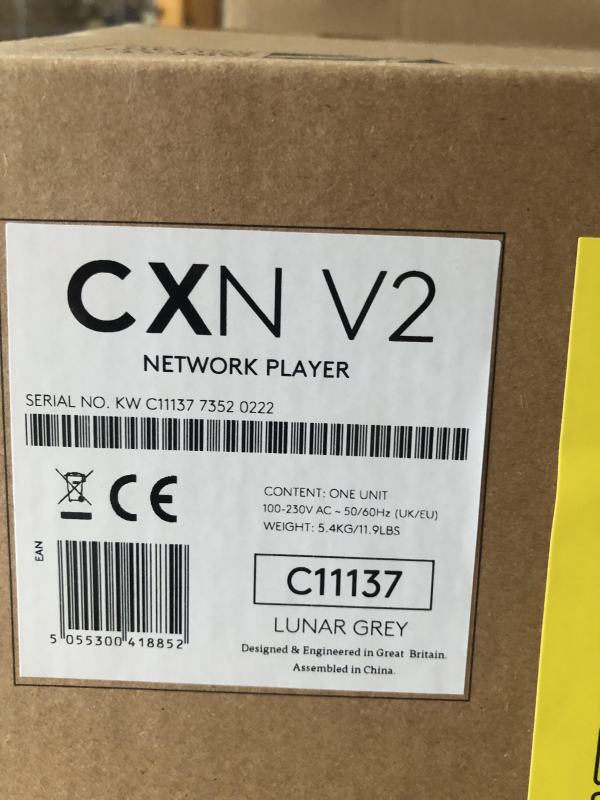 CXN V2
NETWORK PLAYER
SERIAL NO. KW C11137 7352 0222
CE
CONTENT: ONE UNIT
100-230V AC ~ 50/60Hz (UK/EU)
WEIGHT: 5.4KG/11.9LBS
EAN
5 055300 418852
C11137
LUNAR GREY
Designed & Engineered in Great Britain.
Assembled in China.